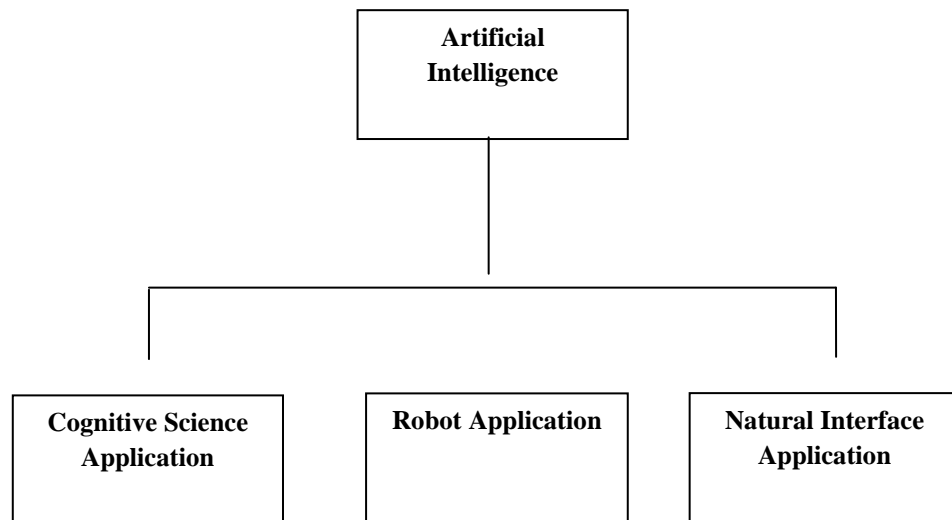 Artificial
Intelligence
Cognitive Science
Application
Robot Application
Natural Interface
Application